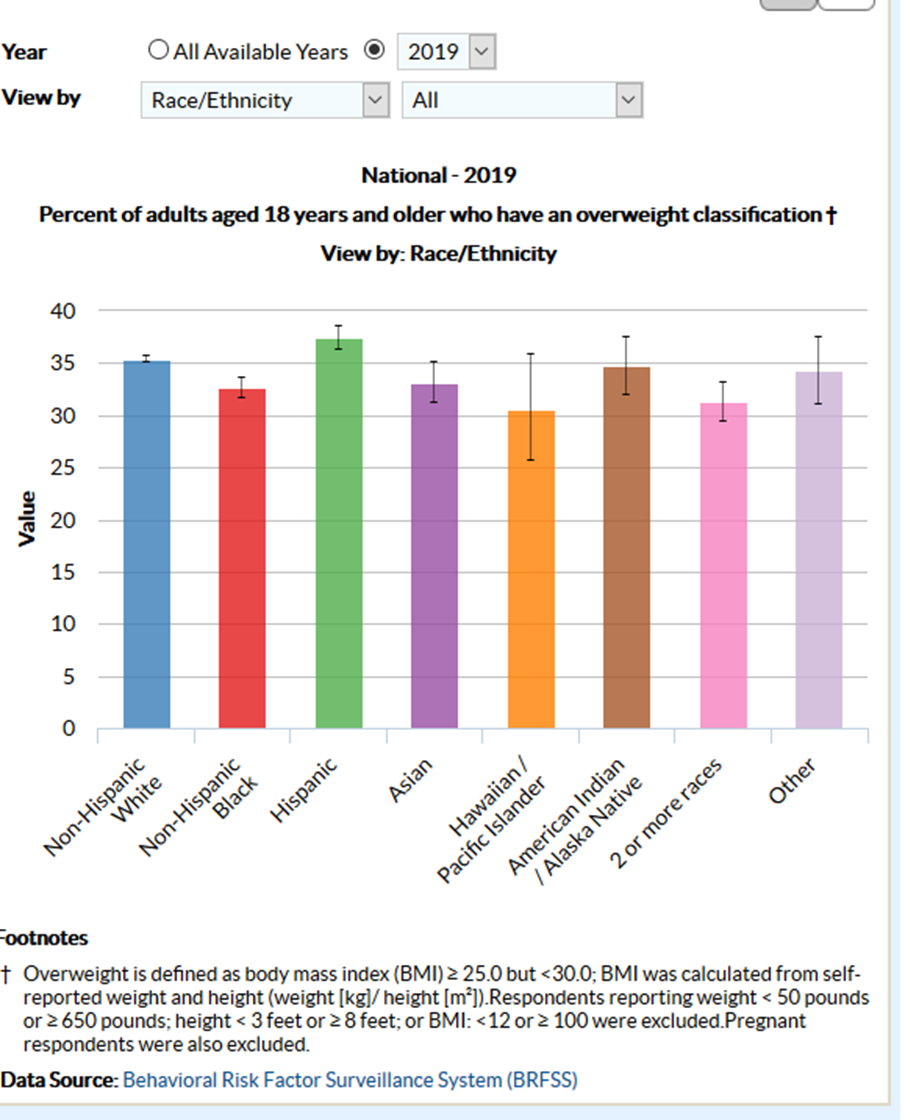 Year All Available Years 2019
View by Race/Ethnicity All
National - 2019
Percent of adults aged 18 years and older who have an overweight classification †
View by: Race/Ethnicity
40
35
30
25
20
15
10
5
0
Value
Non-Hispanic
White
Non-Hispanic
Black
Hispanic
Asian
Hawaiian /
Pacific Islander
American Indian
/ Alaska Native
2 or more races
Other
Footnotes
† Overweight is defined as body mass index (BMI) ≥ 25.0 but <30.0; BMI was calculated from self-
reported weight and height (weight [kg]/ height [m²]).Respondents reporting weight < 50 pounds
or ≥ 650 pounds; height < 3 feet or ≥ 8 feet; or BMI: <12 or ≥ 100 were excluded.Pregnant
respondents were also excluded.
Data Source: Behavioral Risk Factor Surveillance System (BRFSS)